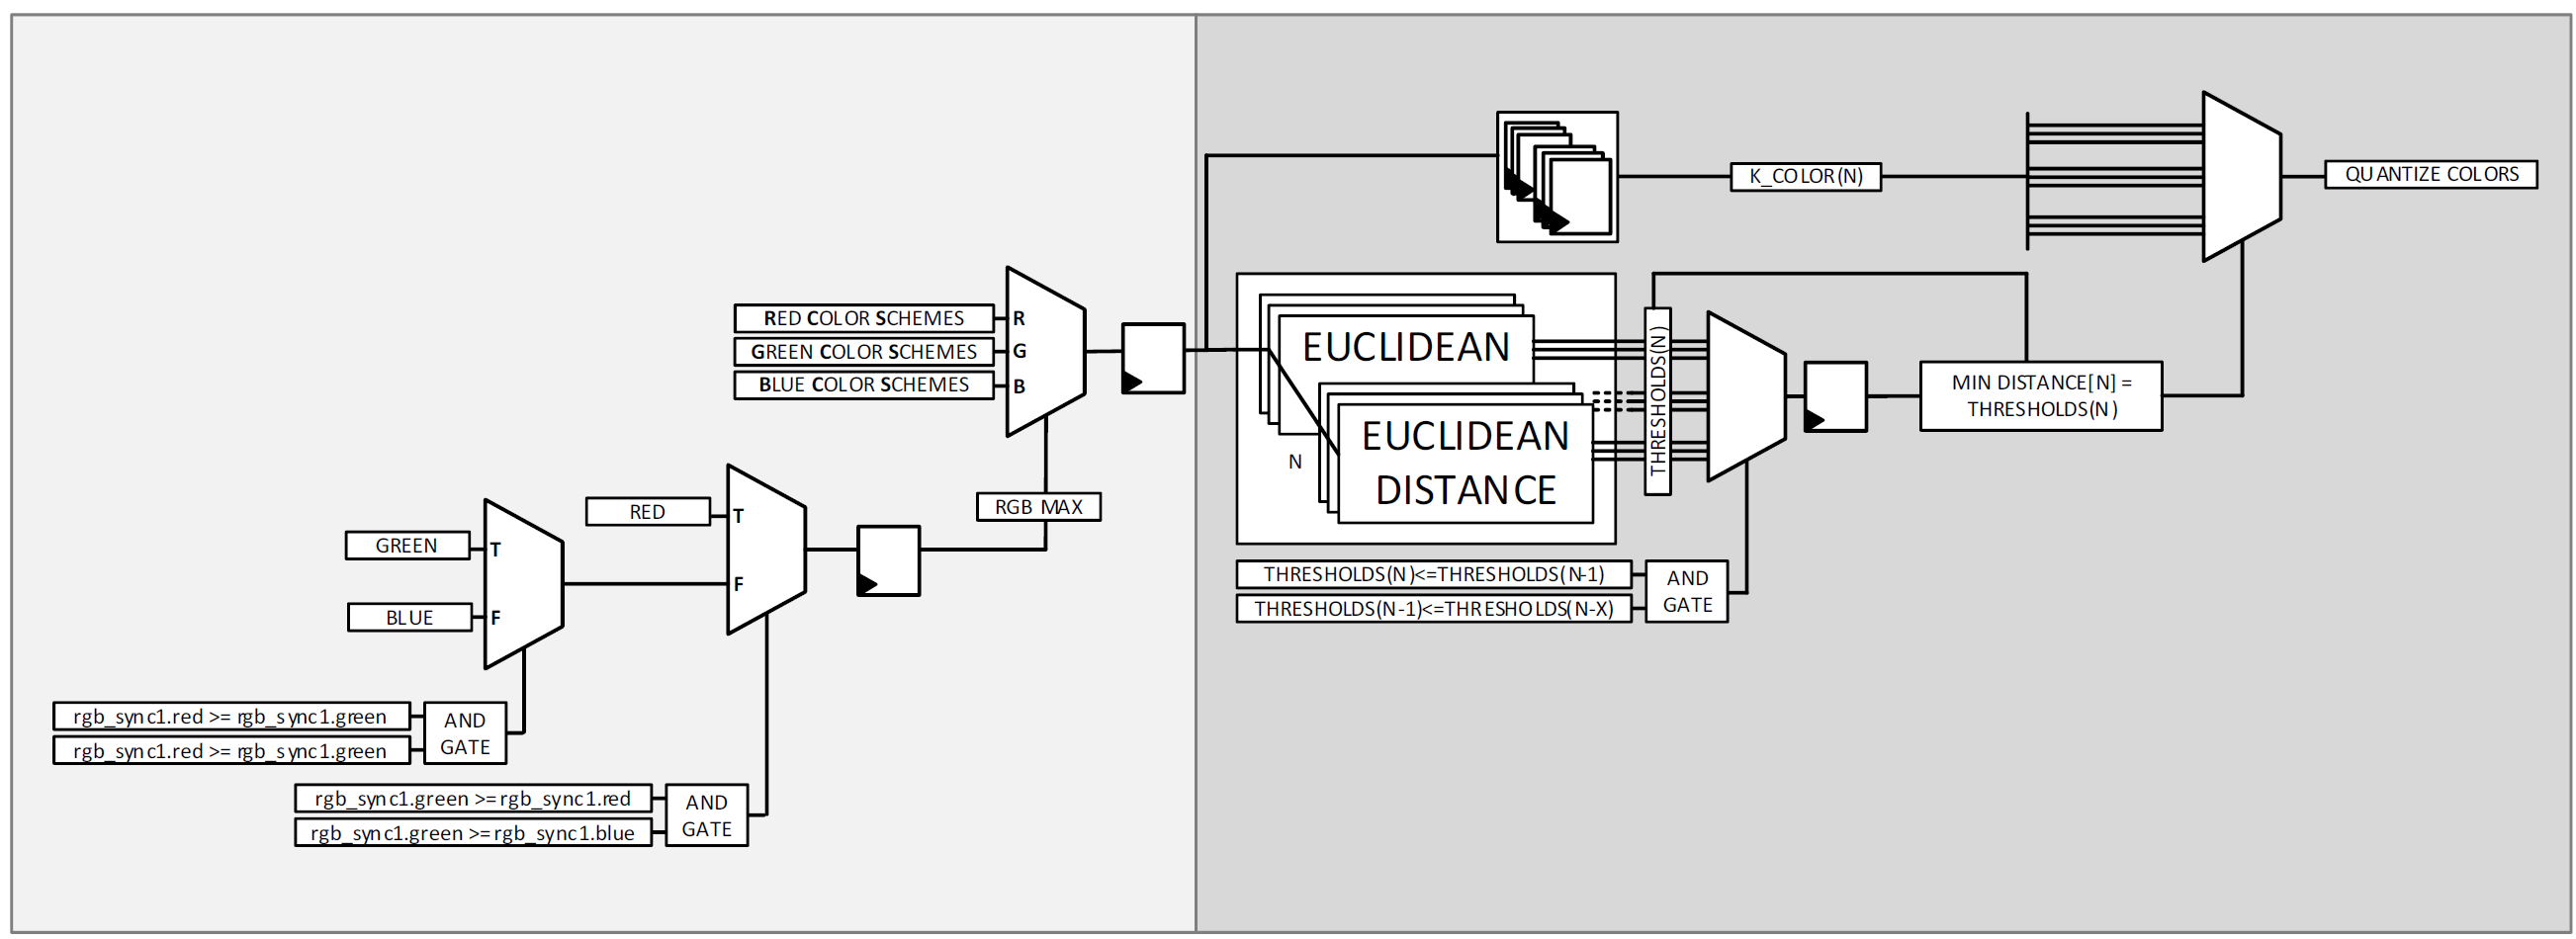 K_COLOR(N)
QUANTIZE COLORS
RED COLOR SCHEMES
R
GREEN COLOR SCHEMES
G
BLUE COLOR SCHEMES
B
EUCLIDEAN
EUCLIDEAN
DISTANCE
N
THRESHOLDS(N)
MIN DISTANCE[N] =
THRESHOLDS(N)
RGB MAX
RED
T
F
GREEN
T
BLUE
F
THRESHOLDS(N)<=THRESHOLDS(N-1)
THRESHOLDS(N-1)<=THRESHOLDS(N-X)
AND
GATE
rgb_sync1.red >= rgb_sync1.green
rgb_sync1.red >= rgb_sync1.green
AND
GATE
rgb_sync1.green >= rgb_sync1.red
rgb_sync1.green >= rgb_sync1.blue
AND
GATE